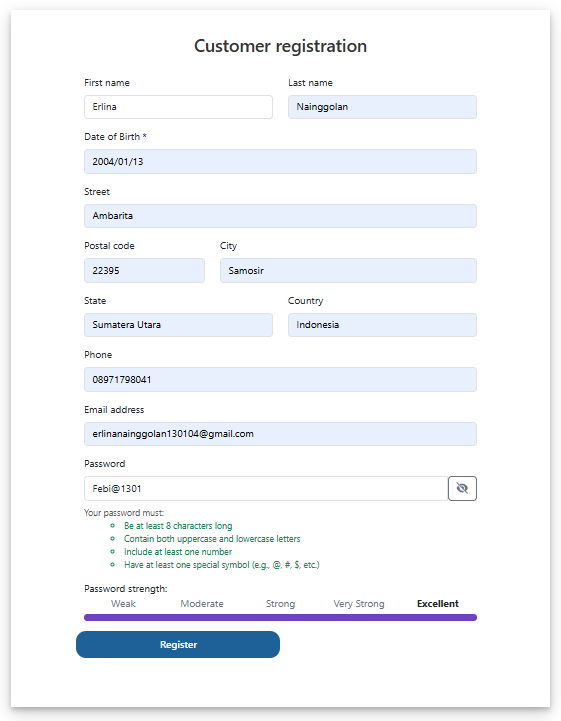 Customer registration
First name Last name
Erlina Nainggolan
Date of Birth *
2004/01/13
Street
Ambarita
Postal code City
22395 Samosir
State Country
Sumatera Utara Indonesia
Phone
08971798041
Email address
erlinanainggolan130104@gmail.com
Password
Febi@1301
Your password must:
Be at least 8 characters long
Contain both uppercase and lowercase letters
Include at least one number
Have at least one special symbol (e.g., @, #, $, etc.)
Password strength:
Weak Moderate Strong Very Strong Excellent
Register